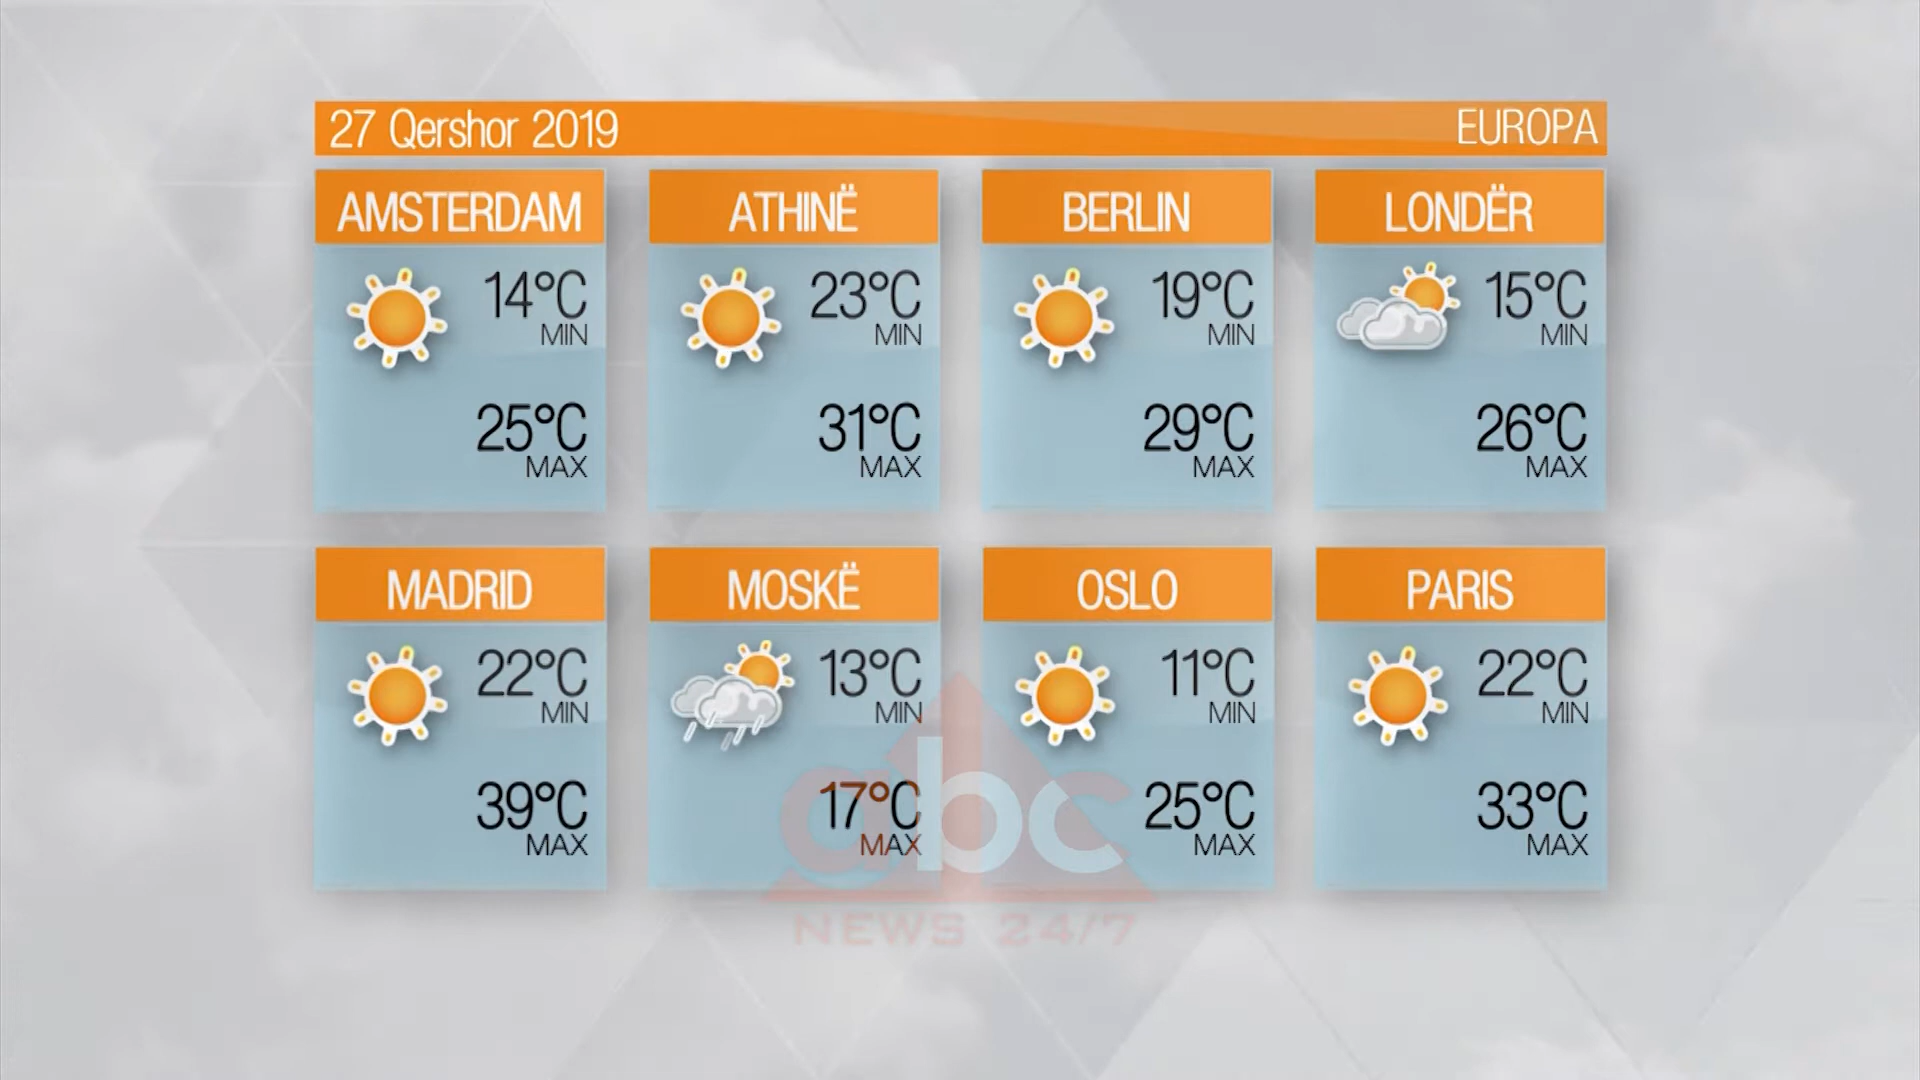 27 Qershor 2019 EUROPA
AMSTERDAM
14°C
MIN
25°C
MAX
ATHINË
23°C
MIN
31°C
MAX
BERLIN
19°C
MIN
29°C
MAX
LONDËR
15°C
MIN
26°C
MAX
MADRID
22°C
MIN
39°C
MAX
MOSKË
13°C
MIN
17°C
MAX
OSLO
11°C
MIN
25°C
MAX
PARIS
22°C
MIN
33°C
MAX
abc
NEWS 24/7